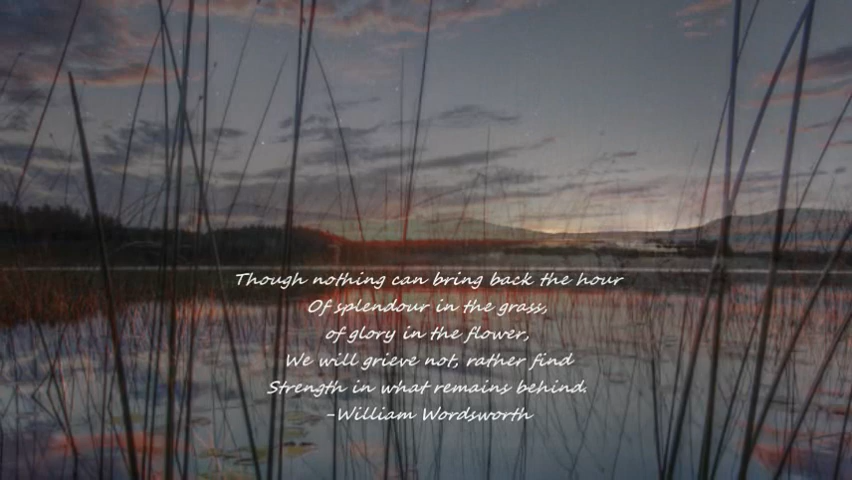 Though nothing can bring back the hour
Of splendour in the grass,
of glory in the flower,
We will grieve not, rather find
Strength in what remains behind.
-William Wordsworth